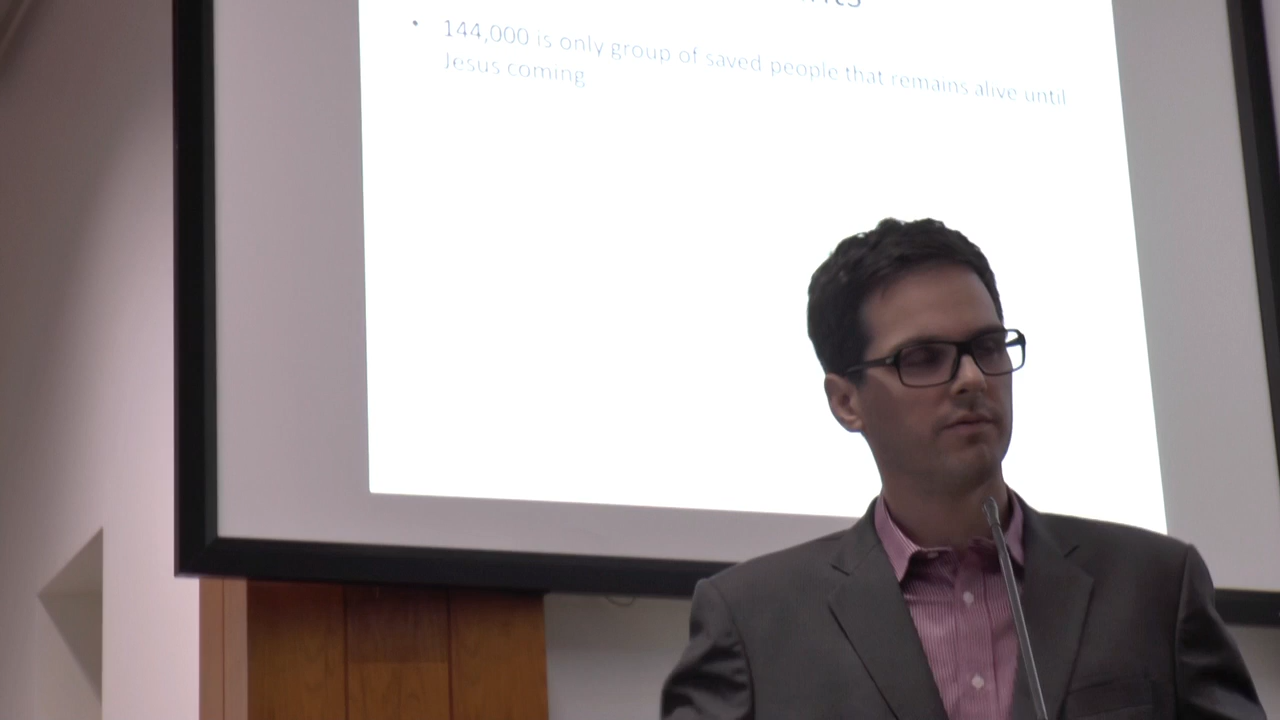 • 144,000 is only group of saved people that remains alive until
Jesus coming